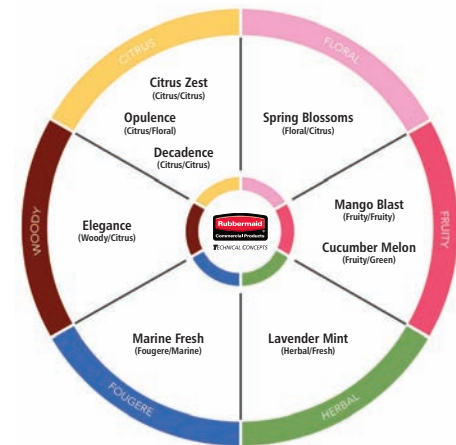 CITRUS
FLORAL
Citrus Zest
(Citrus/Citrus)
Opulence
(Citrus/Floral)
Decadence
(Citrus/Citrus)
Spring Blossoms
(Floral/Citrus)
WOODY
Elegance
(Woody/Citrus)
Rubbermaid
Commercial Products
TECHNICAL CONCEPTS
Mango Blast
(Fruity/Fruity)
Cucumber Melon
(Fruity/Green)
FRUITY
Marine Fresh
(Fougere/Marine)
Lavender Mint
(Herbal/Fresh)
FOUGERE
HERBAL